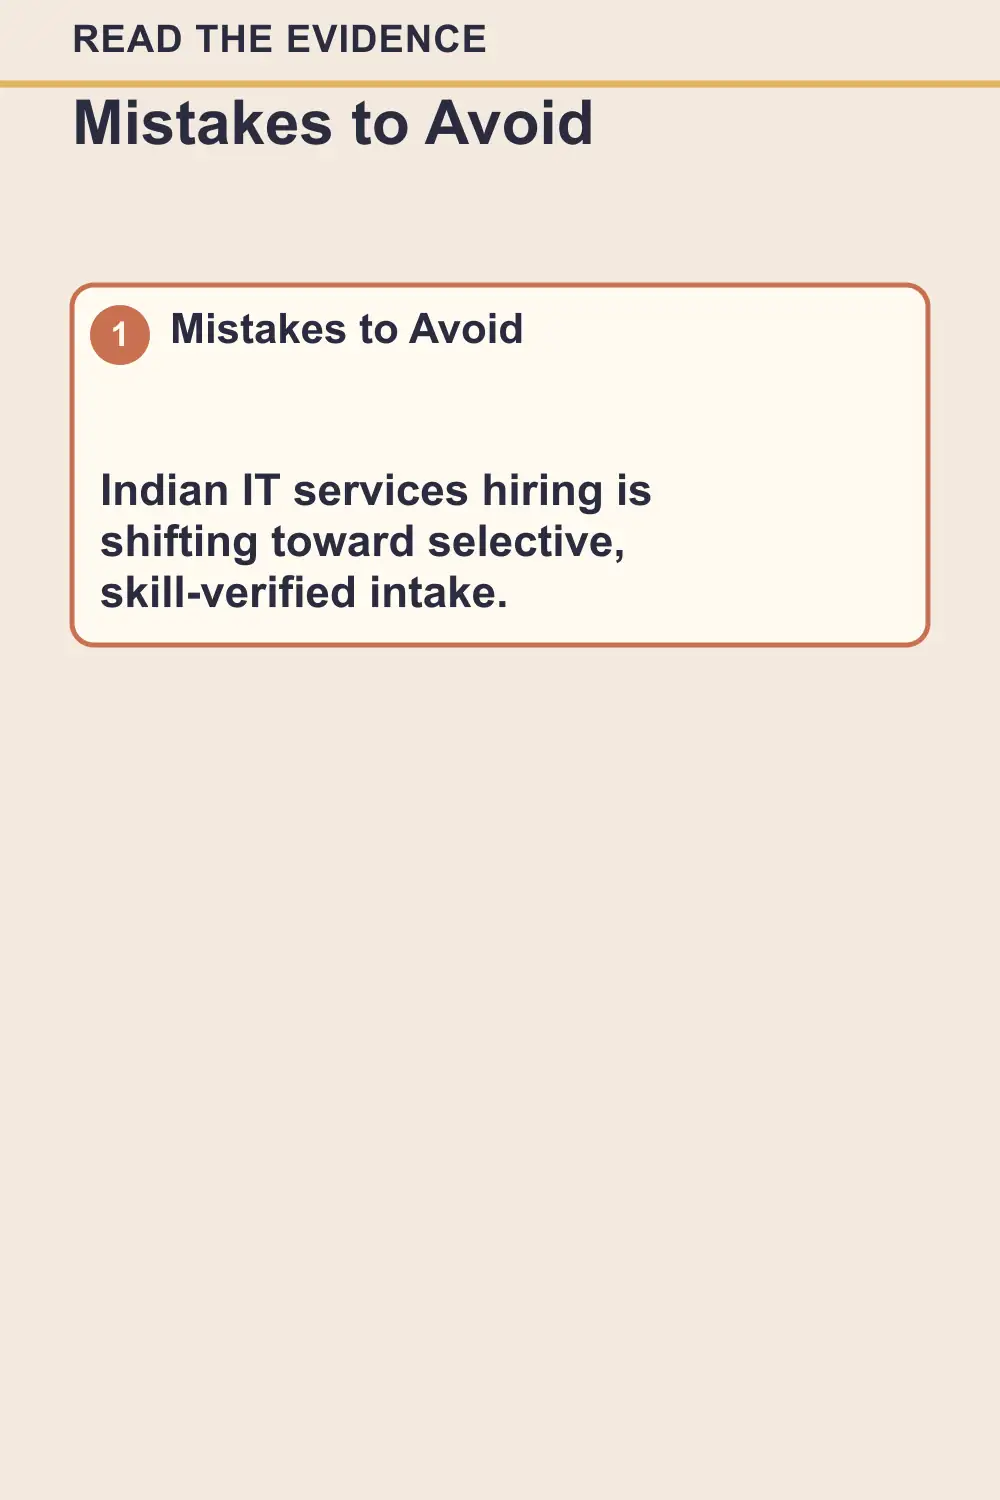 READ THE EVIDENCE
Mistakes to Avoid
1 Mistakes to Avoid
Indian IT services hiring is
shifting toward selective,
skill-verified intake.